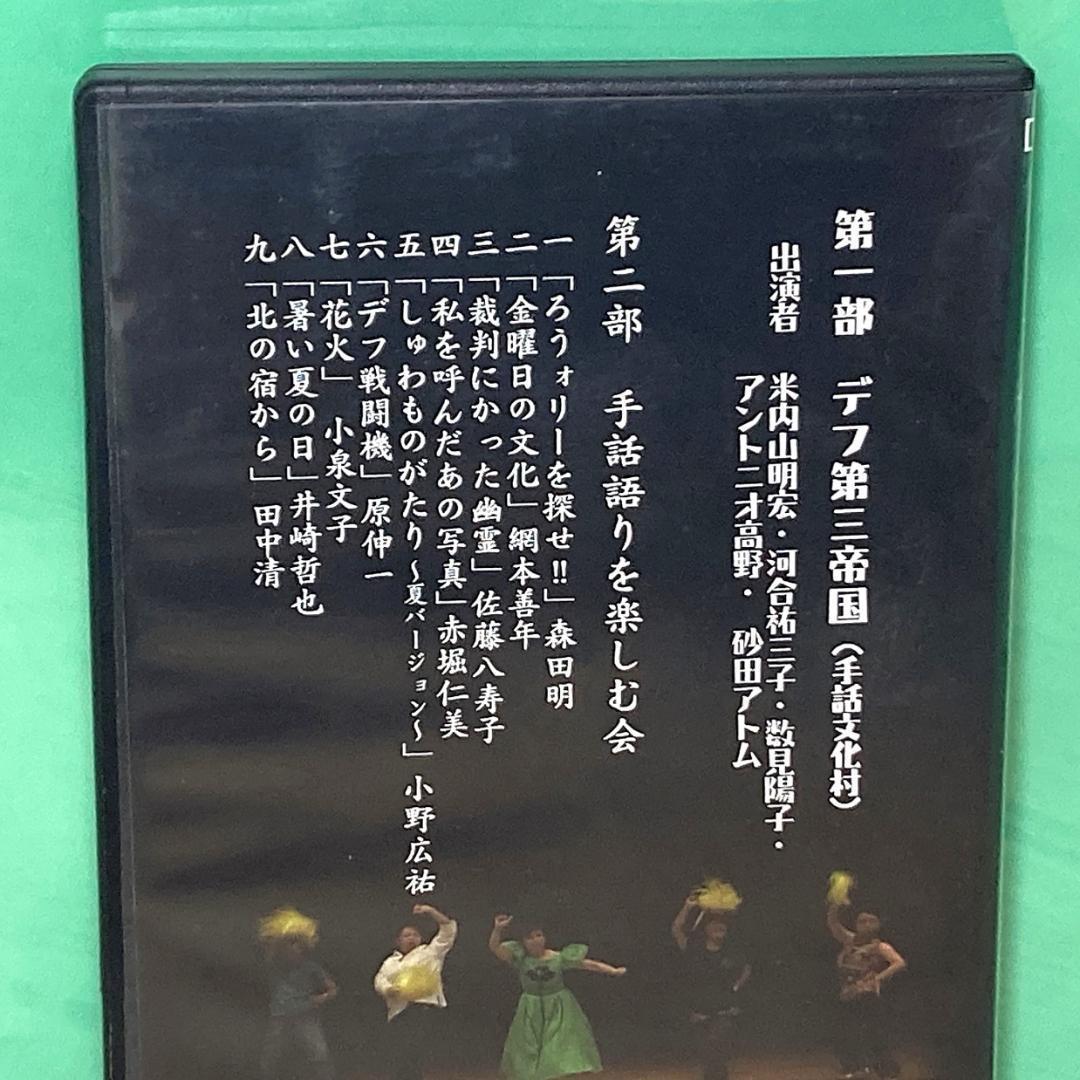 第一部 デフ第三帝国(手話文化村)
出演者 米内山明宏・河合祐三子・数見陽子・
アントニオ高野・砂田アトム
第二部 手話語りを楽しむ会
一「ろうォリーを探せ!!」森田明
二「金曜日の文化」網本善年
三「裁判にかった幽霊」佐藤八寿子
四「私を呼んだあの写真」赤堀仁美
五「しゅわものがたり〜夏バージョン〜」小野広祐
六「デフ戦闘機」原伸一
七「花火」小泉文子
八「暑い夏の日」井崎哲也
九「北の宿から」田中清